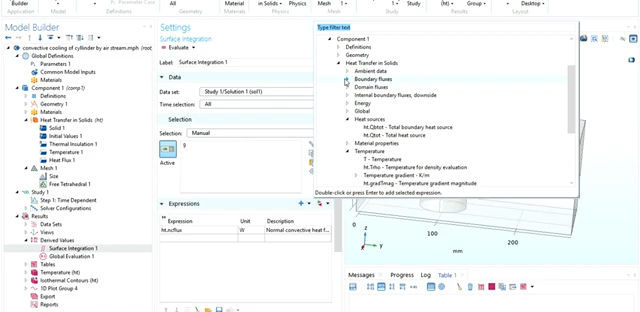 Builder
Application
Model
Parameter Case
Definitions
All
Geometry
Material
Materials
in Solids
Physics
Mesh
Mesh
1
Study
(ht)
Group
Results
Desktop
Layout
Model Builder
convective cooling of cyllinder by air stream.mph (root)
Global Definitions
Parameters 1
Common Model Inputs
Materials
Component 1 (comp1)
Definitions
Geometry 1
Materials
Heat Transfer in Solids (ht)
Solid 1
Initial Values 1
Thermal Insulation 1
Temperature 1
Heat Flux 1
Mesh 1
Size
Free Tetrahedral 1
Study 1
Step 1: Time Dependent
Solver Configurations
Results
Data Sets
Views
Derived Values
Surface Integration 1
Global Evaluation 1
Tables
Temperature (ht)
Isothermal Contours (ht)
1D Plot Group 4
Export
Reports
Settings
Surface Integration
Evaluate
Label: Surface Integration 1
Data
Data set: Study 1/Solution 1 (sol1)
Time selection: All
Selection
Selection: Manual
9
Active
Expressions
Expression Unit Description
ht.ncflux W Normal convective heat f...
Type filter text
Component 1
Definitions
Geometry
Heat Transfer in Solids
Ambient data
Boundary fluxes
Domain fluxes
Internal boundary fluxes, downside
Energy
Global
Heat sources
ht.Qbtot - Total boundary heat source
ht.Qtot - Total heat source
Material properties
Temperature
T - Temperature
ht.Trho - Temperature for density evaluation
Temperature gradient - K/m
ht.gradTmag - Temperature gradient magnitude
Double-click or press Enter to add selected expression.
z
y
x
0
100
200
mm
Messages Progress Log Table 1